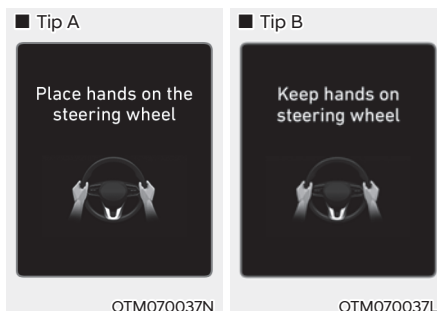 ■ Tip A
Place hands on the
steering wheel
OTM070037N
■ Tip B
Keep hands on
steering wheel
OTM070037L